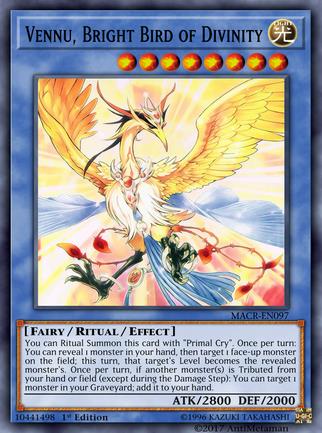 Vennu, Bright Bird of Divinity
光
MACR-EN097
[Fairy / Ritual / Effect]
You can Ritual Summon this card with "Primal Cry". Once per turn:
You can reveal 1 monster in your hand, then target 1 face-up monster
on the field; this turn, that target's Level becomes the revealed
monster's. Once per turn, if another monster(s) is Tributed from
your hand or field (except during the Damage Step): You can target 1
monster in your Graveyard; add it to your hand.
ATK/2800 DEF/2000
10441498 1st Edition ©1996 KAZUKI TAKAHASHI
©2017 AntiMetaman